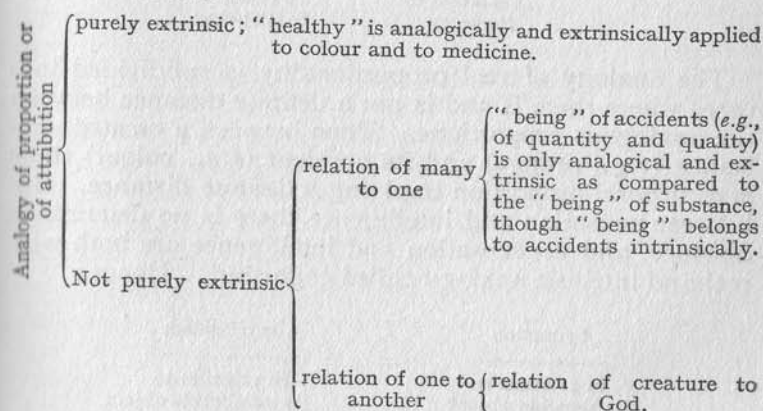 Analogy of proportion or
of attribution
purely extrinsic; “ healthy ” is analogically and extrinsically applied
to colour and to medicine.
Not purely extrinsic
relation of many
to one
“ being ” of accidents (e.g.,
of quantity and quality)
is only analogical and ex-
trinsic as compared to
the “ being ” of substance,
though “ being ” belongs
to accidents intrinsically.
relation of one to
another
relation of creature to
God.